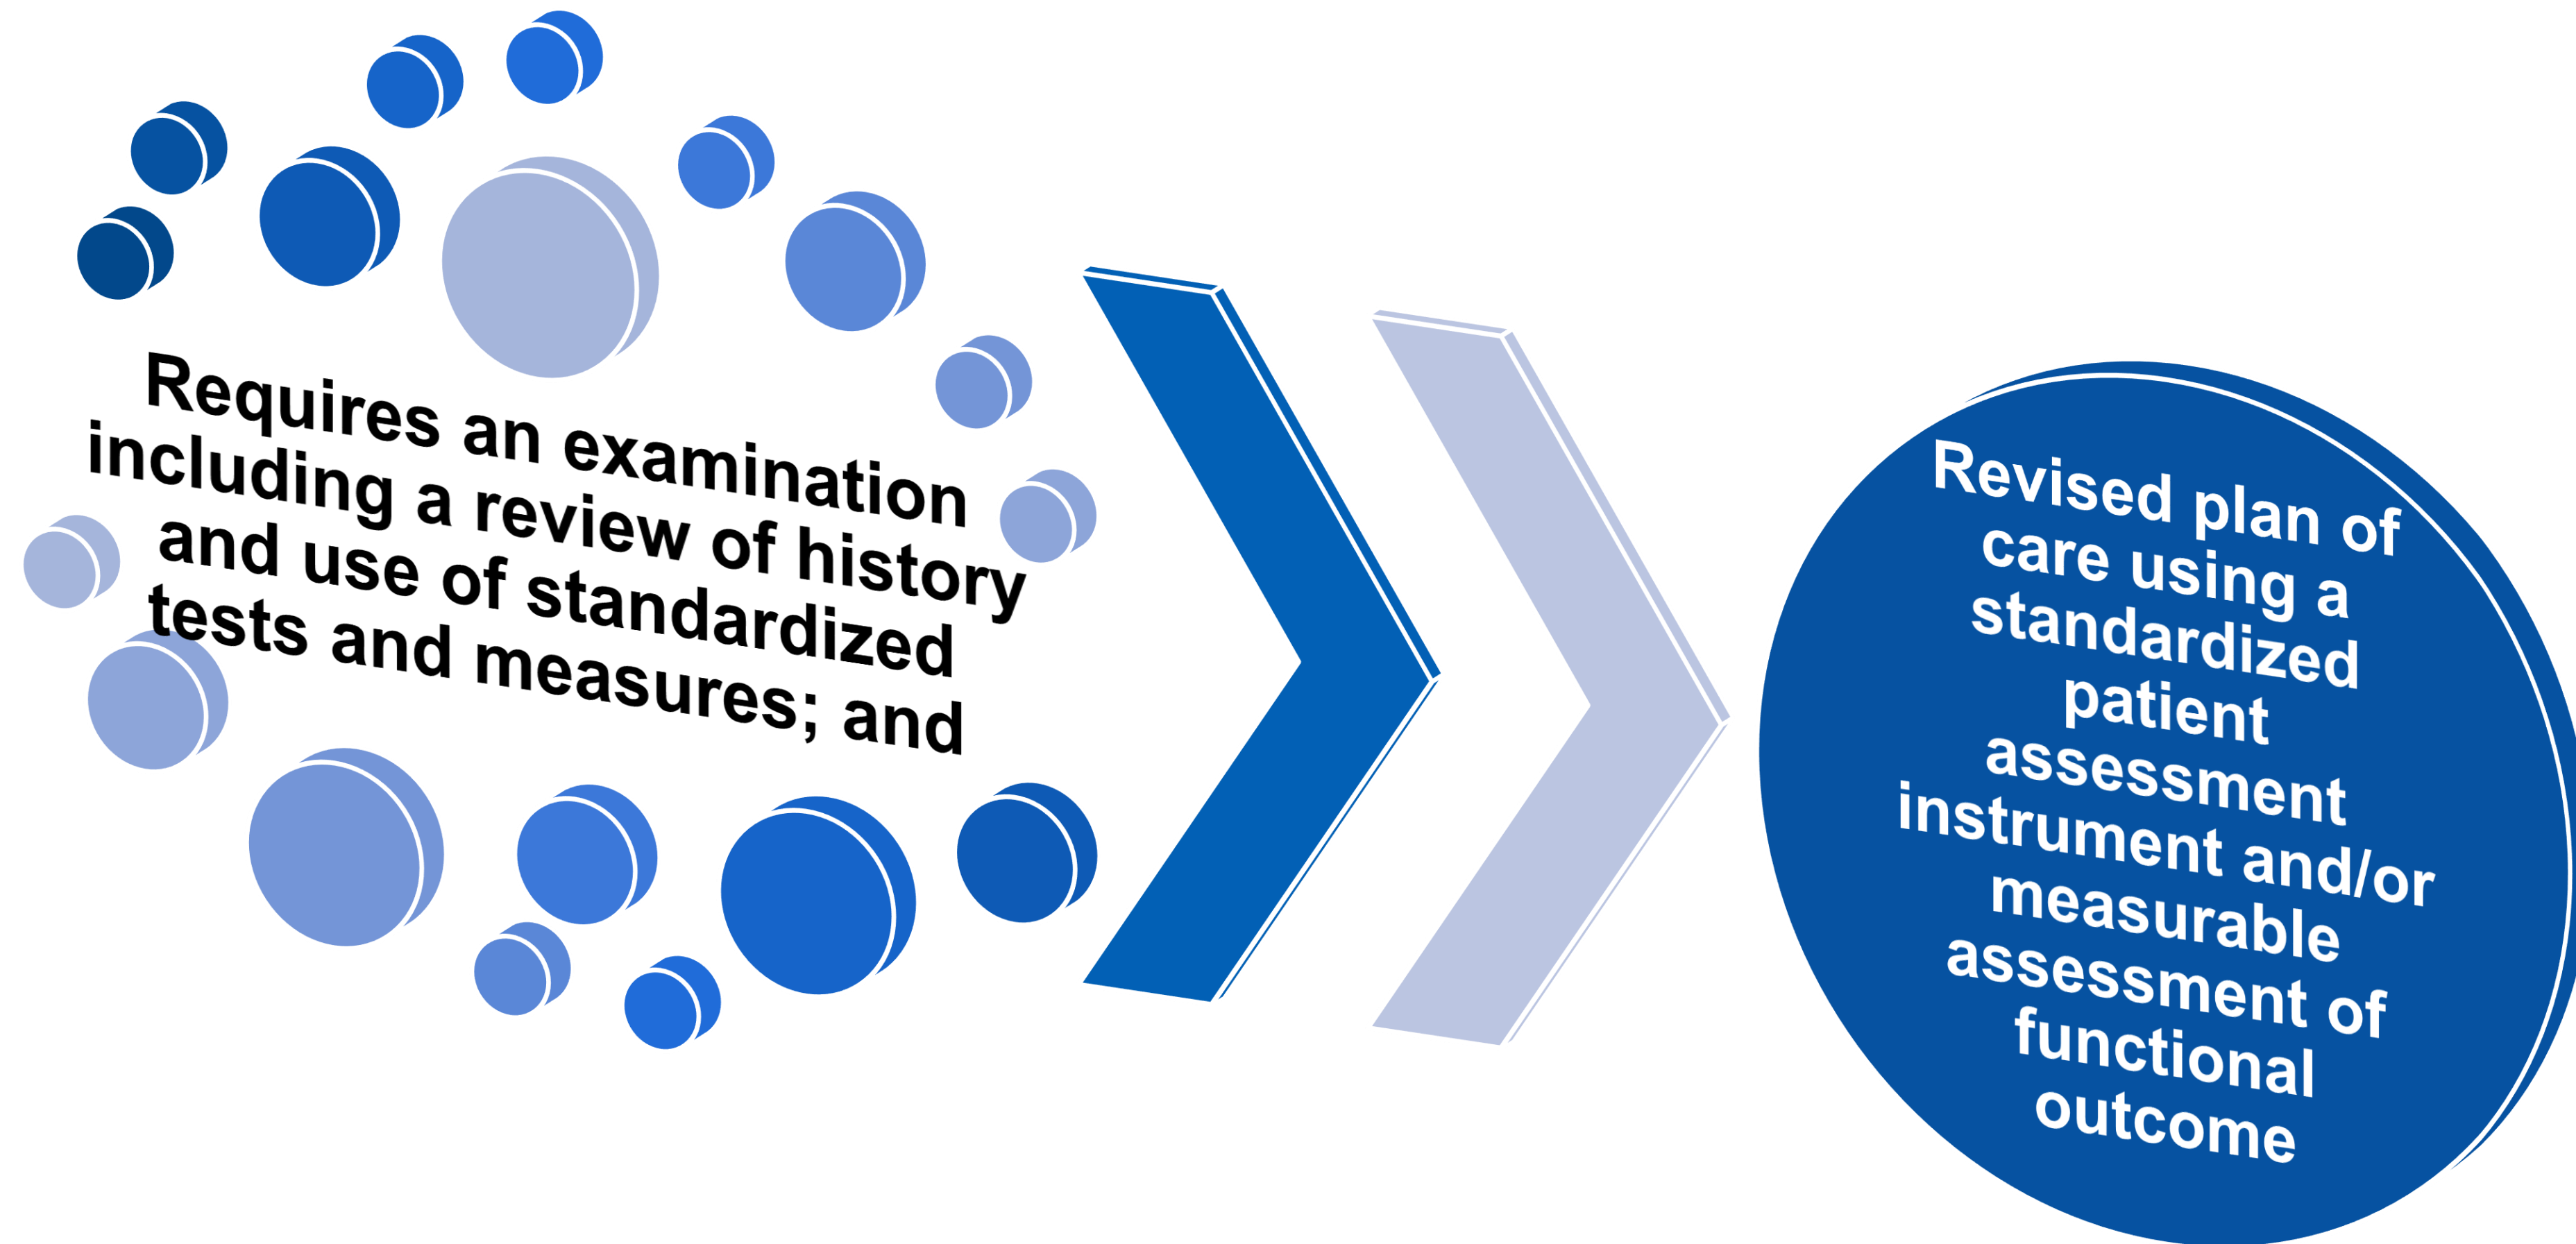 Requires an examination
including a review of history
and use of standardized
tests and measures; and
Revised plan of
care using a
standardized
patient
assessment
instrument and/or
measurable
assessment of
functional
outcome